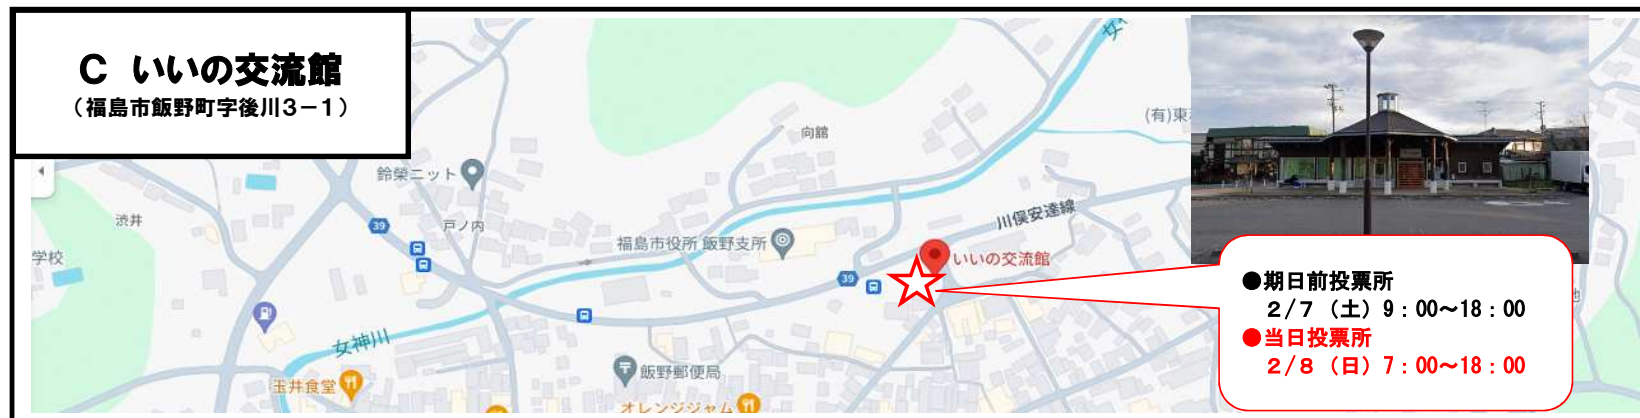 C いいの交流館
（福島市飯野町字後川3－1）
向舘
(有)東
鈴榮ニット
渋井
39
戸ノ内
川俣安達線
学校
福島市役所 飯野支所
いいの交流館
39
●期日前投票所
2/7（土）9：00～18：00
●当日投票所
2/8（日）7：00～18：00
女神川
飯野郵便局
玉井食堂
オレンジジャム